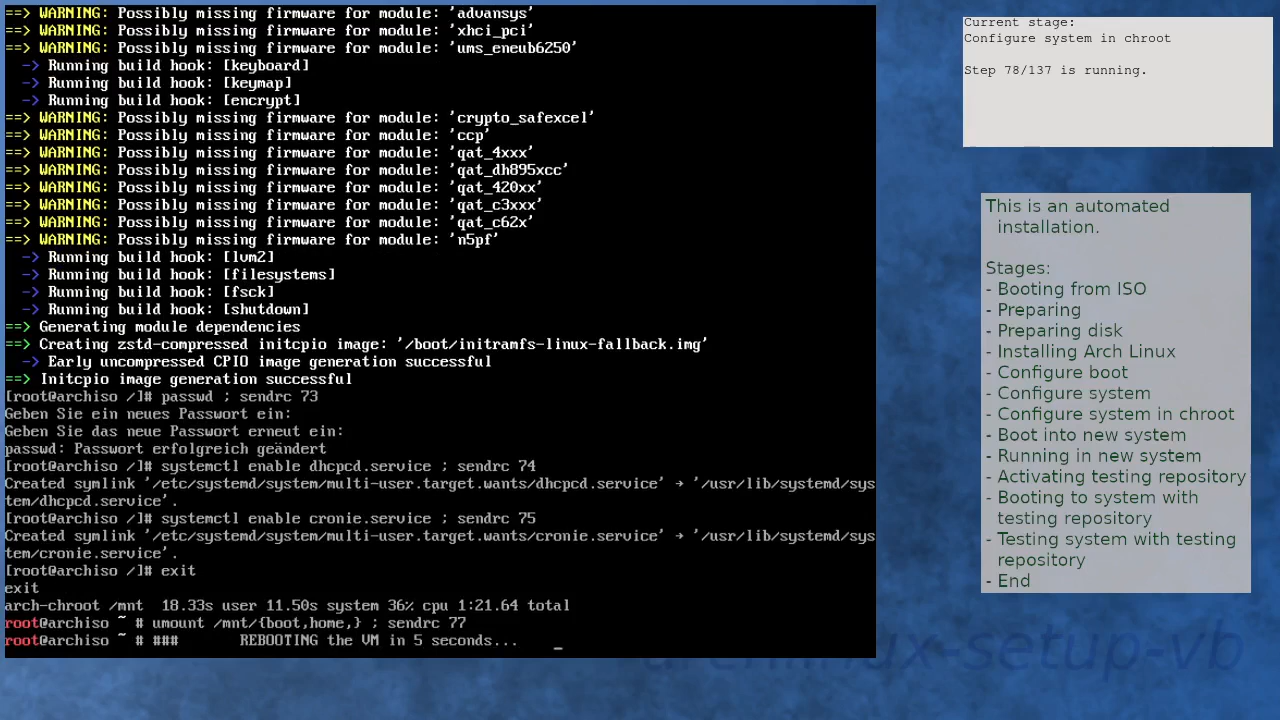 ==> WARNING: Possibly missing firmware for module: 'advansys'
==> WARNING: Possibly missing firmware for module: 'xhci_pci'
==> WARNING: Possibly missing firmware for module: 'ums_eneub6250'
  -> Running build hook: [keyboard]
  -> Running build hook: [keymap]
  -> Running build hook: [encrypt]
==> WARNING: Possibly missing firmware for module: 'crypto_safexcel'
==> WARNING: Possibly missing firmware for module: 'ccp'
==> WARNING: Possibly missing firmware for module: 'qat_4xxx'
==> WARNING: Possibly missing firmware for module: 'qat_dh895xcc'
==> WARNING: Possibly missing firmware for module: 'qat_420xx'
==> WARNING: Possibly missing firmware for module: 'qat_c3xxx'
==> WARNING: Possibly missing firmware for module: 'qat_c62x'
==> WARNING: Possibly missing firmware for module: 'n5pf'
  -> Running build hook: [lvm2]
  -> Running build hook: [filesystems]
  -> Running build hook: [fsck]
  -> Running build hook: [shutdown]
==> Generating module dependencies
==> Creating zstd-compressed initcpio image: '/boot/initramfs-linux-fallback.img'
  -> Early uncompressed CPIO image generation successful
==> Initcpio image generation successful
[root@archiso /]# passwd ; sendrc 73
Geben Sie ein neues Passwort ein:
Geben Sie das neue Passwort erneut ein:
passwd: Passwort erfolgreich geändert
[root@archiso /]# systemctl enable dhcpcd.service ; sendrc 74
Created symlink '/etc/systemd/system/multi-user.target.wants/dhcpcd.service' → '/usr/lib/systemd/sys
tem/dhcpcd.service'.
[root@archiso /]# systemctl enable cronie.service ; sendrc 75
Created symlink '/etc/systemd/system/multi-user.target.wants/cronie.service' → '/usr/lib/systemd/sys
tem/cronie.service'.
[root@archiso /]# exit
exit
arch-chroot /mnt  18.33s user 11.50s system 36% cpu 1:21.64 total
root@archiso ~ # umount /mnt/{boot,home,} ; sendrc 77
root@archiso ~ # ###       REBOOTING the VM in 5 seconds...    _
Current stage:
Configure system in chroot
Step 78/137 is running.
This is an automated
installation.
Stages:
- Booting from ISO
- Preparing
- Preparing disk
- Installing Arch Linux
- Configure boot
- Configure system
- Configure system in chroot
- Boot into new system
- Running in new system
- Activating testing repository
- Booting to system with
testing repository
- Testing system with testing
repository
- End
linux-setup-vb